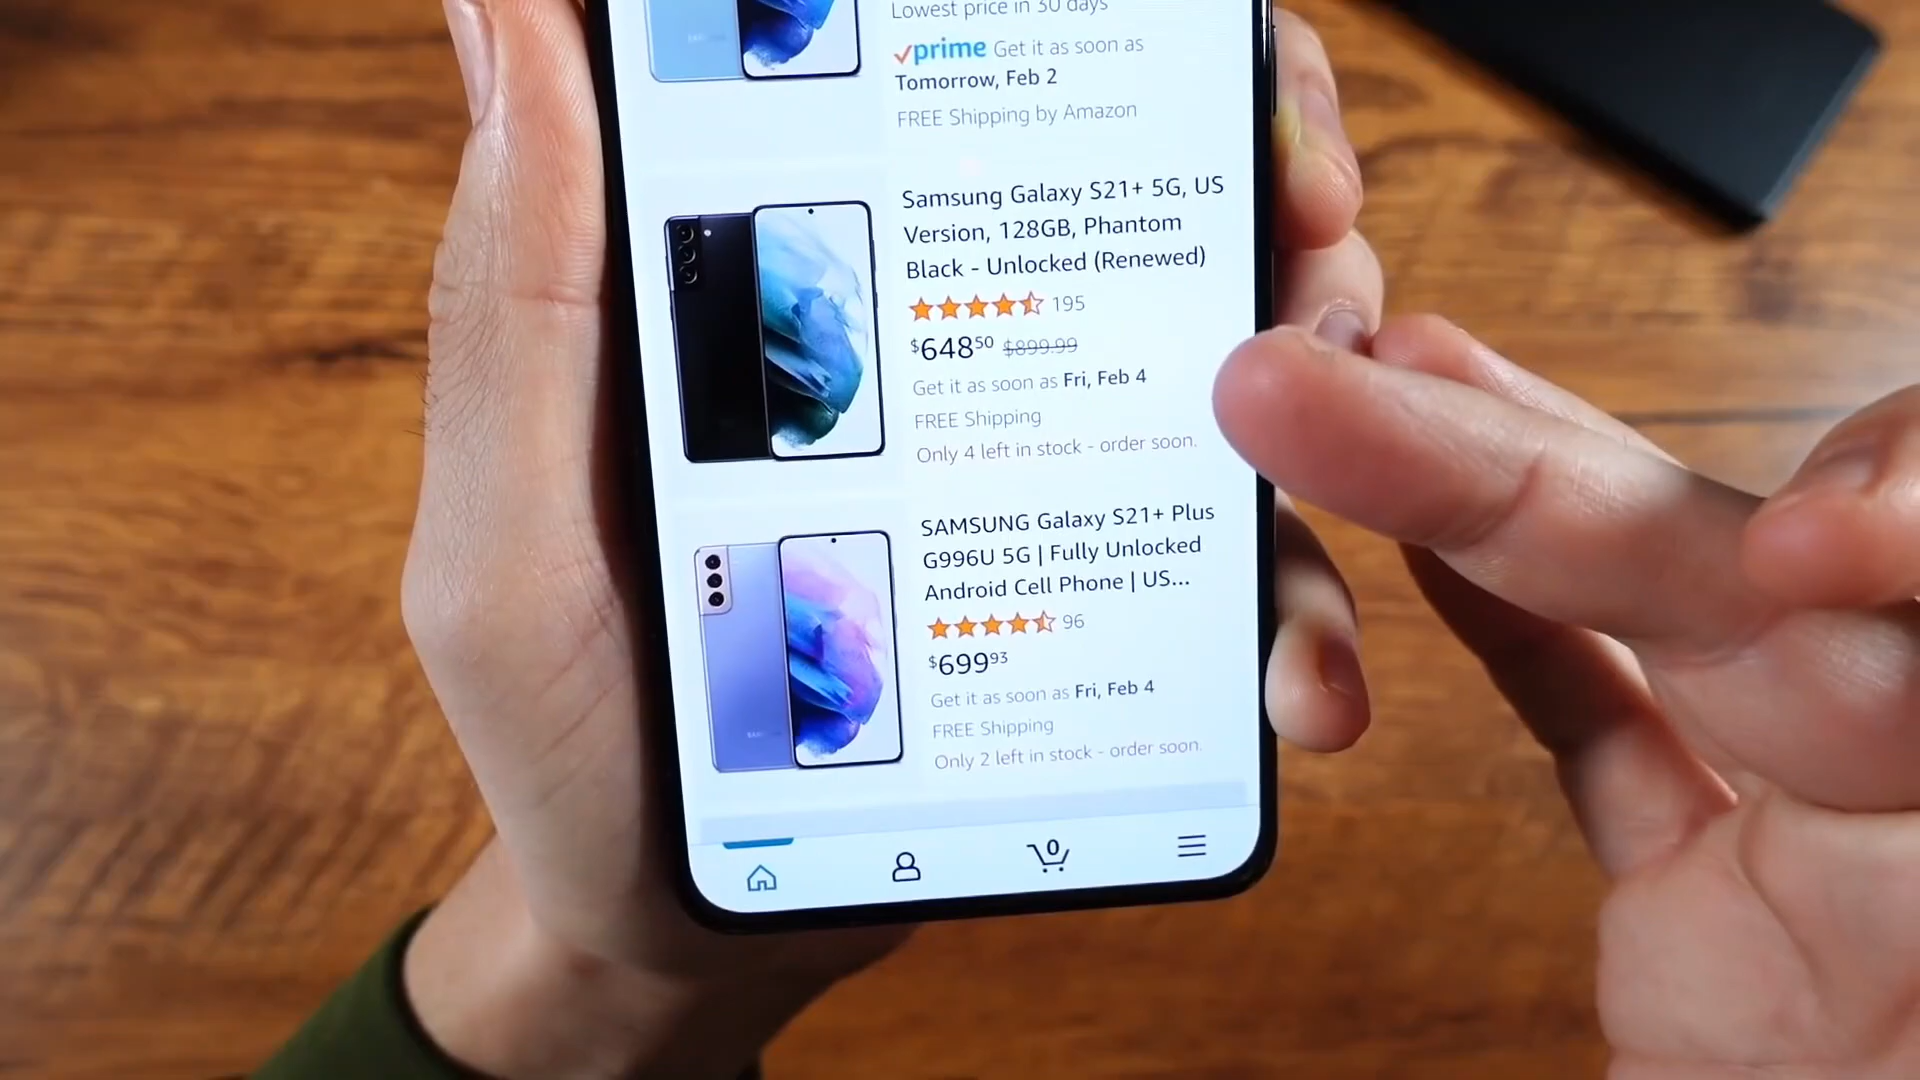 Lowest price in 30 days
prime Get it as soon as
Tomorrow, Feb 2
FREE Shipping by Amazon
Samsung Galaxy S21+ 5G, US
Version, 128GB, Phantom
Black - Unlocked (Renewed)
195
$64850 $899.99
Get it as soon as Fri, Feb 4
FREE Shipping
Only 4 left in stock - order soon.
SAMSUNG Galaxy S21+ Plus
G996U 5G | Fully Unlocked
Android Cell Phone | US...
96
$69993
Get it as soon as Fri, Feb 4
FREE Shipping
Only 2 left in stock - order soon.
0